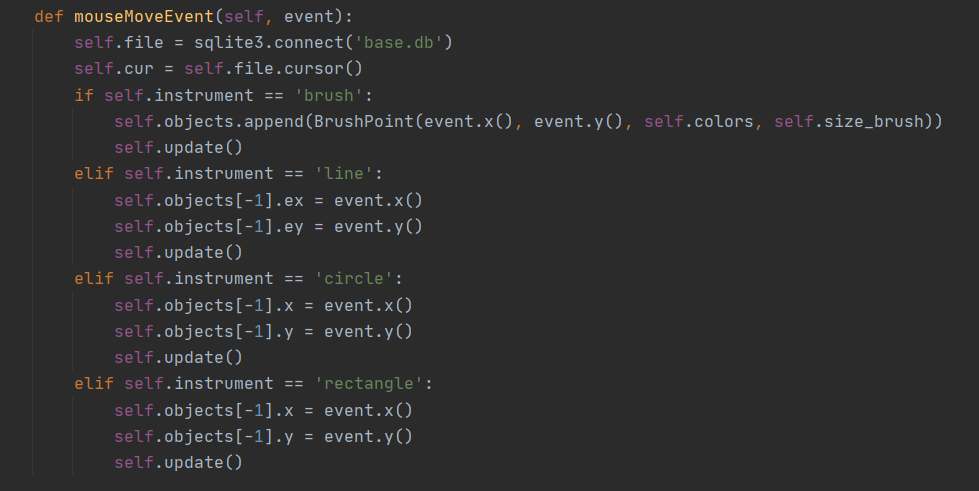 def mouseMoveEvent(self, event):
    self.file = sqlite3.connect('base.db')
    self.cur = self.file.cursor()
    if self.instrument == 'brush':
        self.objects.append(BrushPoint(event.x(), event.y(), self.colors, self.size_brush))
        self.update()
    elif self.instrument == 'line':
        self.objects[-1].ex = event.x()
        self.objects[-1].ey = event.y()
        self.update()
    elif self.instrument == 'circle':
        self.objects[-1].x = event.x()
        self.objects[-1].y = event.y()
        self.update()
    elif self.instrument == 'rectangle':
        self.objects[-1].x = event.x()
        self.objects[-1].y = event.y()
        self.update()